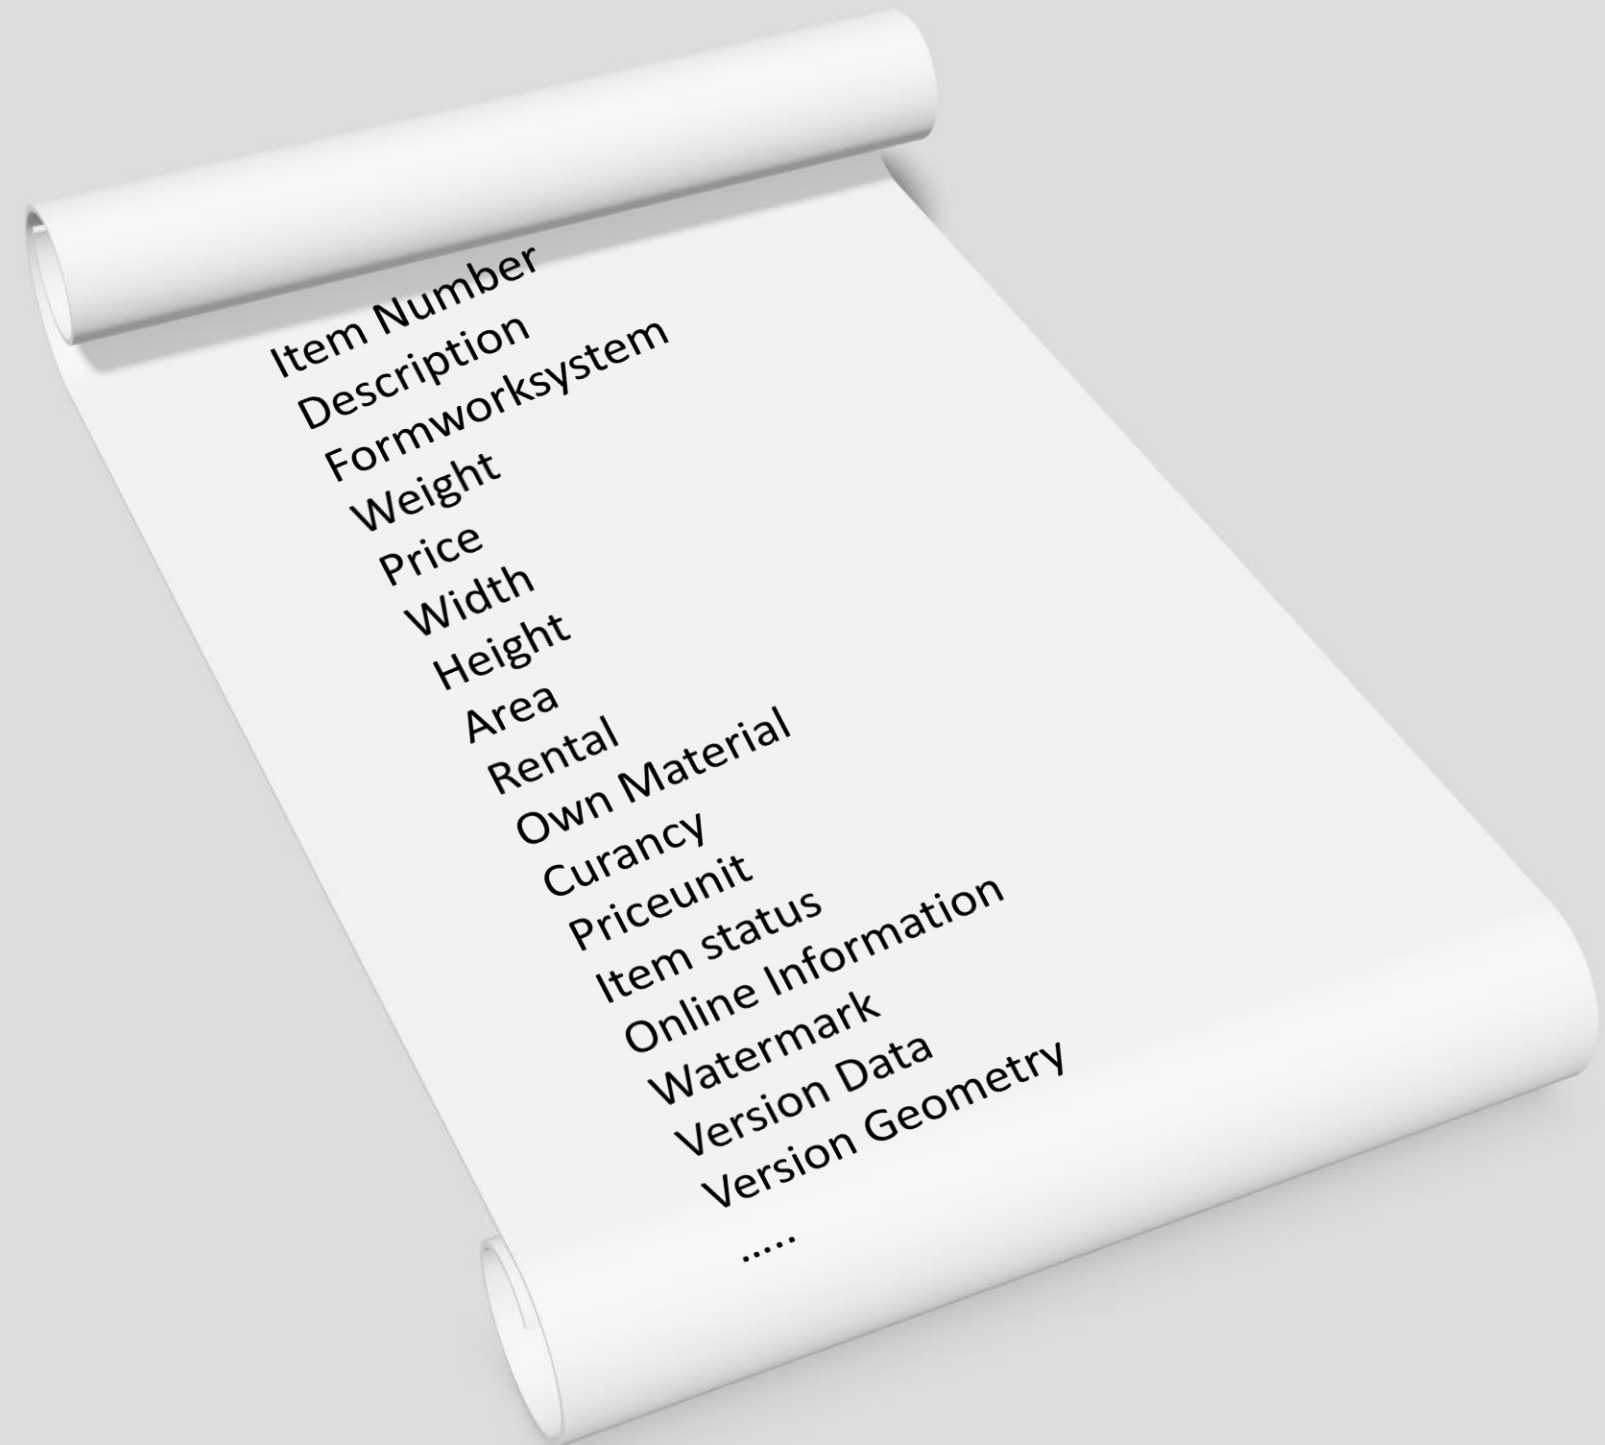 Item Number
Description
Formworksystem
Weight
Price
Width
Height
Area
Rental
Own Material
Curancy
Priceunit
Item status
Online Information
Watermark
Version Data
Version Geometry
.....